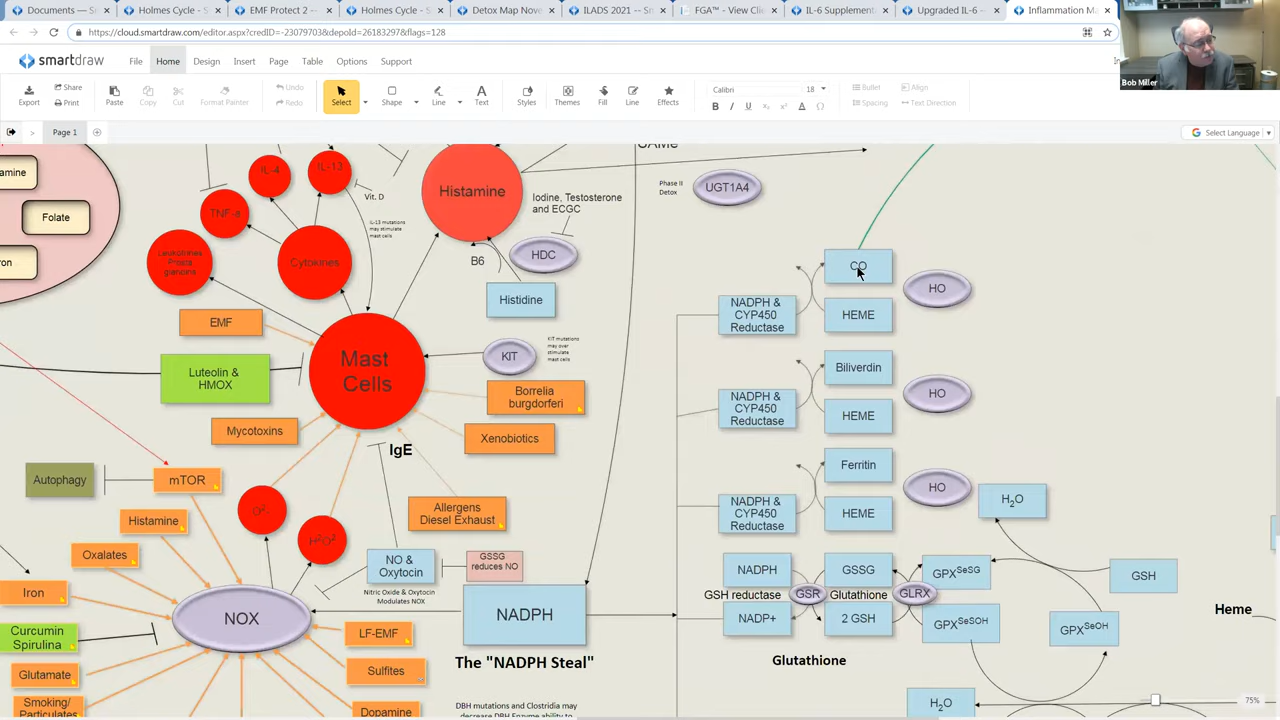 Documents — S
Holmes Cycle - S
EMF Protect 2 –
Holmes Cycle - S
Detox Map Nove
ILADS 2021 -- Sn
FGA™ - View Cli
IL-6 Supplementa
Upgraded IL-6 --
Inflammation Ma
https://cloud.smartdraw.com/editor.aspx?credID=-23079703&depoId=26183297&flags=128
Bob Miller
smartdraw
File
Home
Design
Insert
Page
Table
Options
Support
Export
Share
Print
Paste
Copy
Cut
Format Painter
Undo
Redo
Select
Shape
Line
Text
Styles
Themes
Fill
Line
Effects
Calibri
18
B I U X₂ X² A
Bullet
Align
Spacing
Text Direction
Page 1
Select Language
amine
Folate
ron
IL-4
IL-13
TNF-a
Leukotrines
Prosta
glandins
Cytokines
Vit. D
IL-13 mutations
may stimulate
mast cells
Histamine
SAMe
Iodine, Testosterone
and ECGC
B6
HDC
Histidine
Phase II
Detox
UGT1A4
EMF
Luteolin &
HMOX
Mast
Cells
KIT
KIT mutations
may over
stimulate
mast cells
Borrelia
burgdorferi
Mycotoxins
Xenobiotics
IgE
Autophagy
mTOR
Histamine
Oxalates
Iron
Curcumin
Spirulina
Glutamate
Smoking/
Particulates
O²-
H²O²
Allergens
Diesel Exhaust
NO &
Oxytocin
GSSG
reduces NO
Nitric Oxide & Oxytocin
Modulates NOX
NOX
NADPH
LF-EMF
Sulfites
Dopamine
The "NADPH Steal"
DBH mutations and Clostridia may
decrease DBH Enzyme ability to
CO
NADPH &
CYP450
Reductase
HEME
HO
Biliverdin
NADPH &
CYP450
Reductase
HEME
HO
Ferritin
NADPH &
CYP450
Reductase
HEME
HO
H₂O
NADPH
GSSG
GPXSeSG
GSH
GSH reductase
GSR
Glutathione
GLRX
NADP+
2 GSH
GPXSeSOH
GPXSeOH
Heme
Glutathione
H₂O
75%